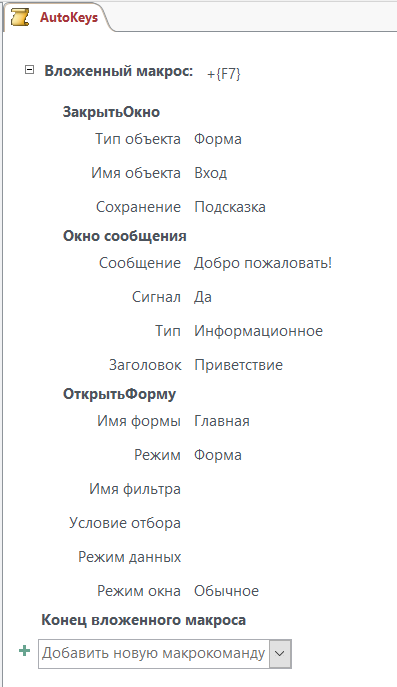 AutoKeys
Вложенный макрос: +{F7}
ЗакрытьОкно
Тип объекта Форма
Имя объекта Вход
Сохранение Подсказка
Окно сообщения
Сообщение Добро пожаловать!
Сигнал Да
Тип Информационное
Заголовок Приветствие
ОткрытьФорму
Имя формы Главная
Режим Форма
Имя фильтра
Условие отбора
Режим данных
Режим окна Обычное
Конец вложенного макроса
Добавить новую макрокоманду